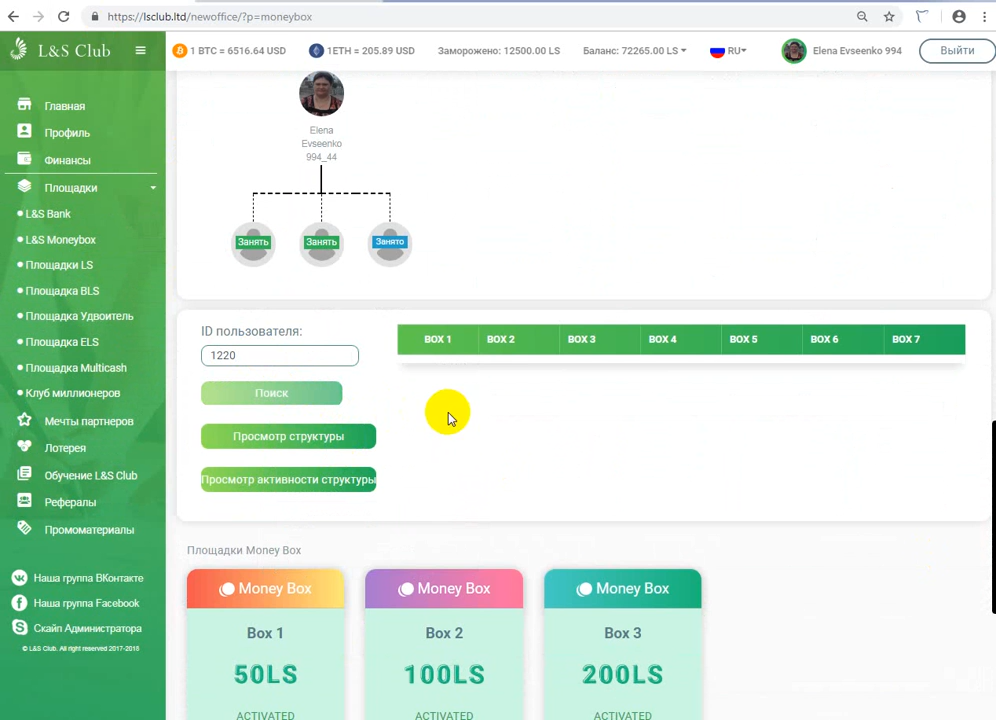 https://lsclub.ltd/newoffice/?p=moneybox
L&S Club
1 BTC = 6516.64 USD
1ETH = 205.89 USD
Заморожено: 12500.00 LS
Баланс: 72265.00 LS
RU
Elena Evseenko 994
Выйти
Главная
Профиль
Финансы
Площадки
L&S Bank
L&S Moneybox
Площадки LS
Площадка BLS
Площадка Удвоитель
Площадка ELS
Площадка Multicash
Клуб миллионеров
Мечты партнеров
Лотерея
Обучение L&S Club
Рефералы
Промоматериалы
Наша группа ВКонтакте
Наша группа Facebook
Скайп Администратора
© L&S Club. All right reserved 2017-2018
Elena
Evseenko
994_44
Занять
Занять
Занято
ID пользователя:
1220
Поиск
Просмотр структуры
Просмотр активности структуры
BOX 1
BOX 2
BOX 3
BOX 4
BOX 5
BOX 6
BOX 7
Площадки Money Box
Money Box
Box 1
50LS
ACTIVATED
Money Box
Box 2
100LS
ACTIVATED
Money Box
Box 3
200LS
ACTIVATED